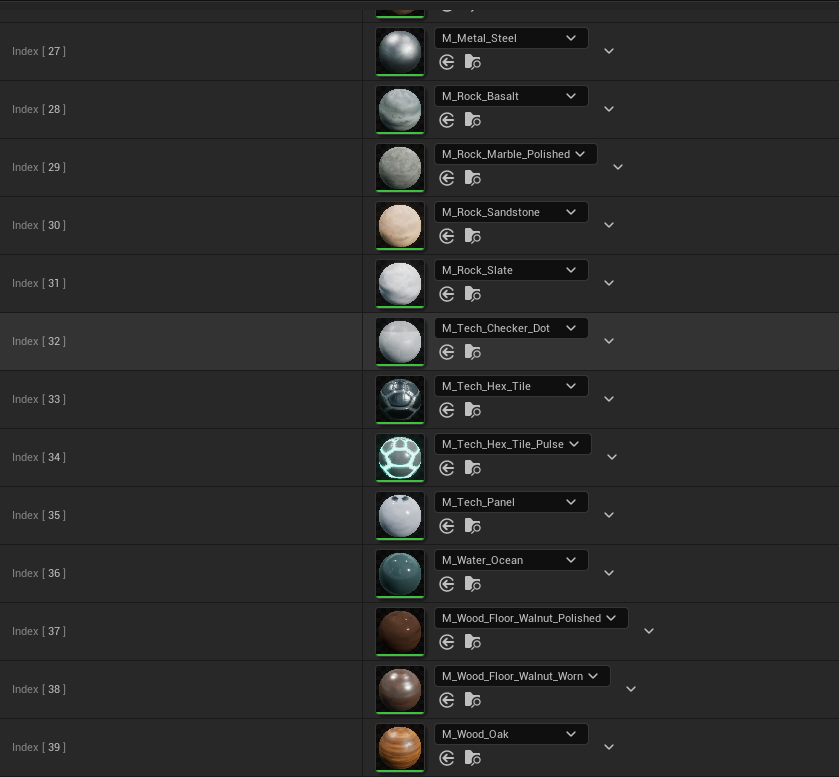 Index [ 27 ]
M_Metal_Steel
Index [ 28 ]
M_Rock_Basalt
Index [ 29 ]
M_Rock_Marble_Polished
Index [ 30 ]
M_Rock_Sandstone
Index [ 31 ]
M_Rock_Slate
Index [ 32 ]
M_Tech_Checker_Dot
Index [ 33 ]
M_Tech_Hex_Tile
Index [ 34 ]
M_Tech_Hex_Tile_Pulse
Index [ 35 ]
M_Tech_Panel
Index [ 36 ]
M_Water_Ocean
Index [ 37 ]
M_Wood_Floor_Walnut_Polished
Index [ 38 ]
M_Wood_Floor_Walnut_Worn
Index [ 39 ]
M_Wood_Oak